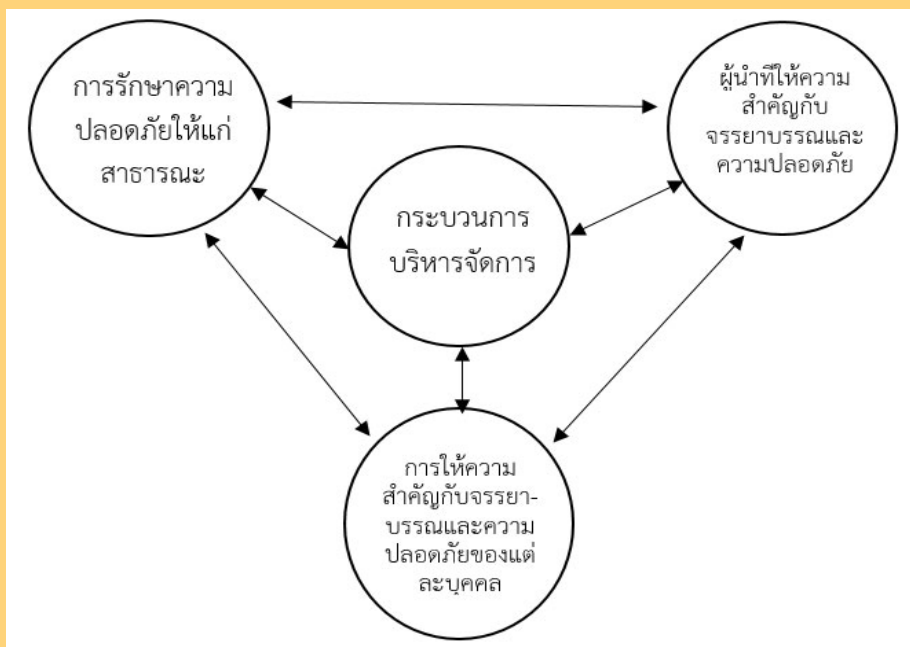 การรักษาความ
ปลอดภัยให้แก่
สาธารณะ
ผู้นำที่ให้ความ
สำคัญกับ
จรรยาบรรณและ
ความปลอดภัย
กระบวนการ
บริหารจัดการ
การให้ความ
สำคัญกับจรรยา-
บรรณและความ
ปลอดภัยของแต่
ละบุคคล